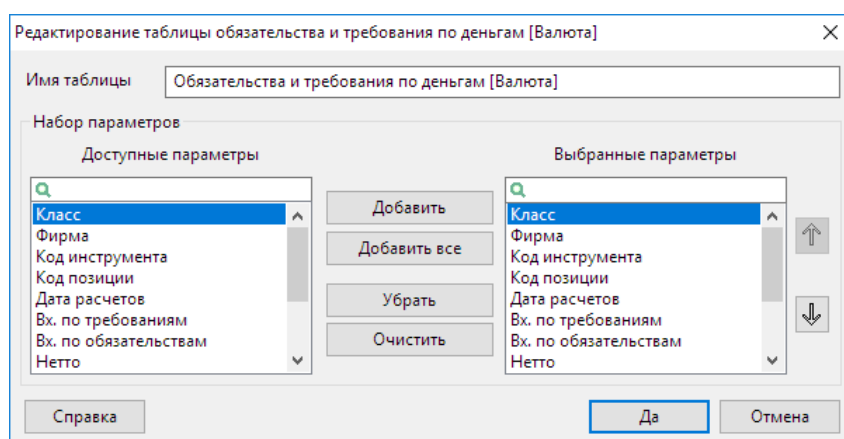 Редактирование таблицы обязательства и требования по деньгам [Валюта]
Имя таблицы
Обязательства и требования по деньгам [Валюта]
Набор параметров
Доступные параметры
Класс
Фирма
Код инструмента
Код позиции
Дата расчетов
Вх. по требованиям
Вх. по обязательствам
Нетто
Добавить
Добавить все
Убрать
Очистить
Выбранные параметры
Класс
Фирма
Код инструмента
Код позиции
Дата расчетов
Вх. по требованиям
Вх. по обязательствам
Нетто
Справка
Да
Отмена